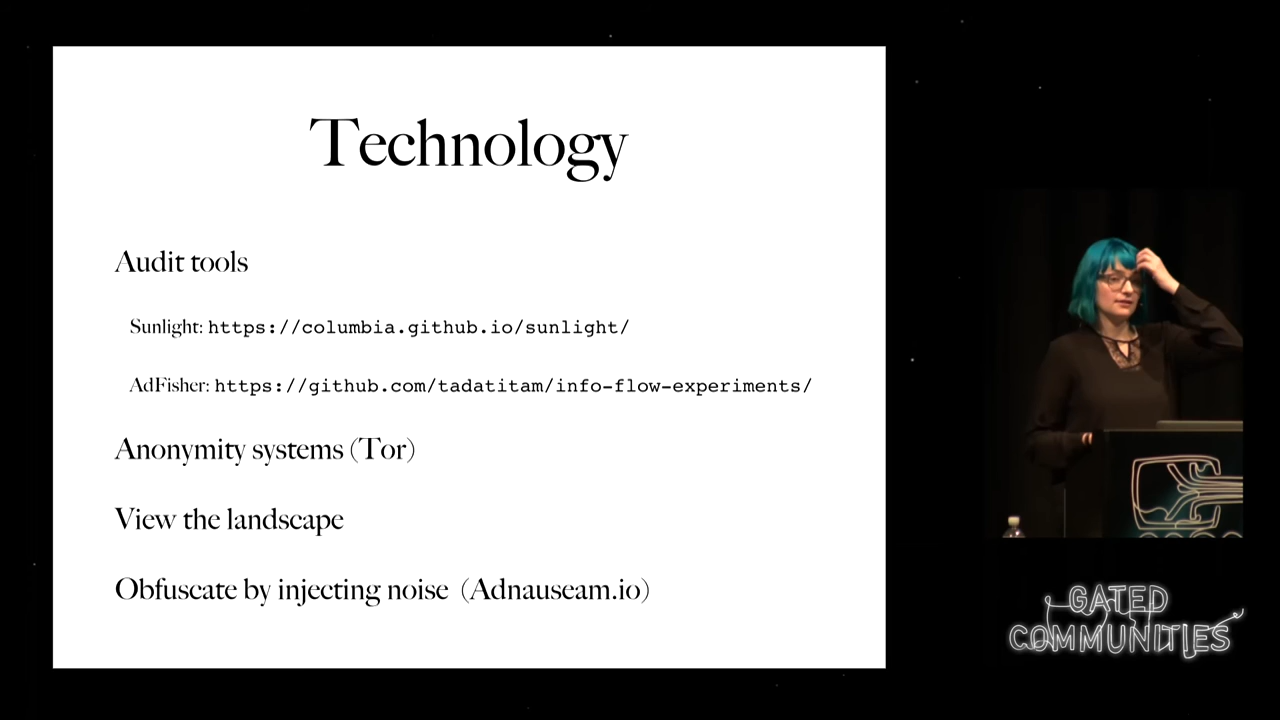 Technology
Audit tools
Sunlight: https://columbia.github.io/sunlight/
AdFisher: https://github.com/tadatitam/info-flow-experiments/
Anonymity systems (Tor)
View the landscape
Obfuscate by injecting noise (Adnauseam.io)
GATED
COMMUNITIES